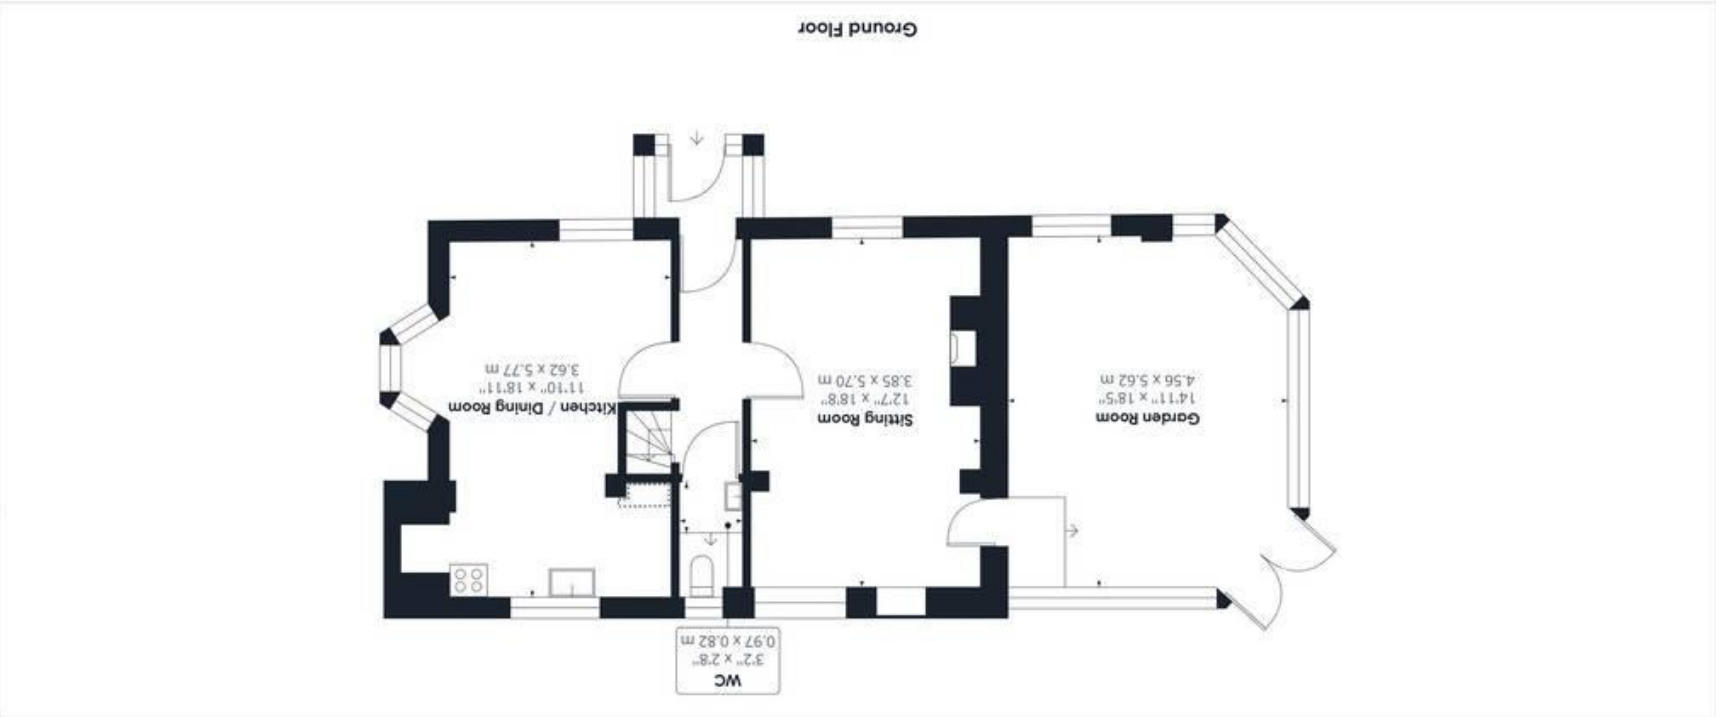 WC
3'2" x 2'8"
0.97 x 0.82 m
Garden Room
14'11" x 18'5"
4.56 x 5.62 m
Sitting Room
12'7" x 18'8"
3.85 x 5.70 m
Kitchen / Dining Room
11'10" x 18'11"
3.62 x 5.77 m
Ground Floor